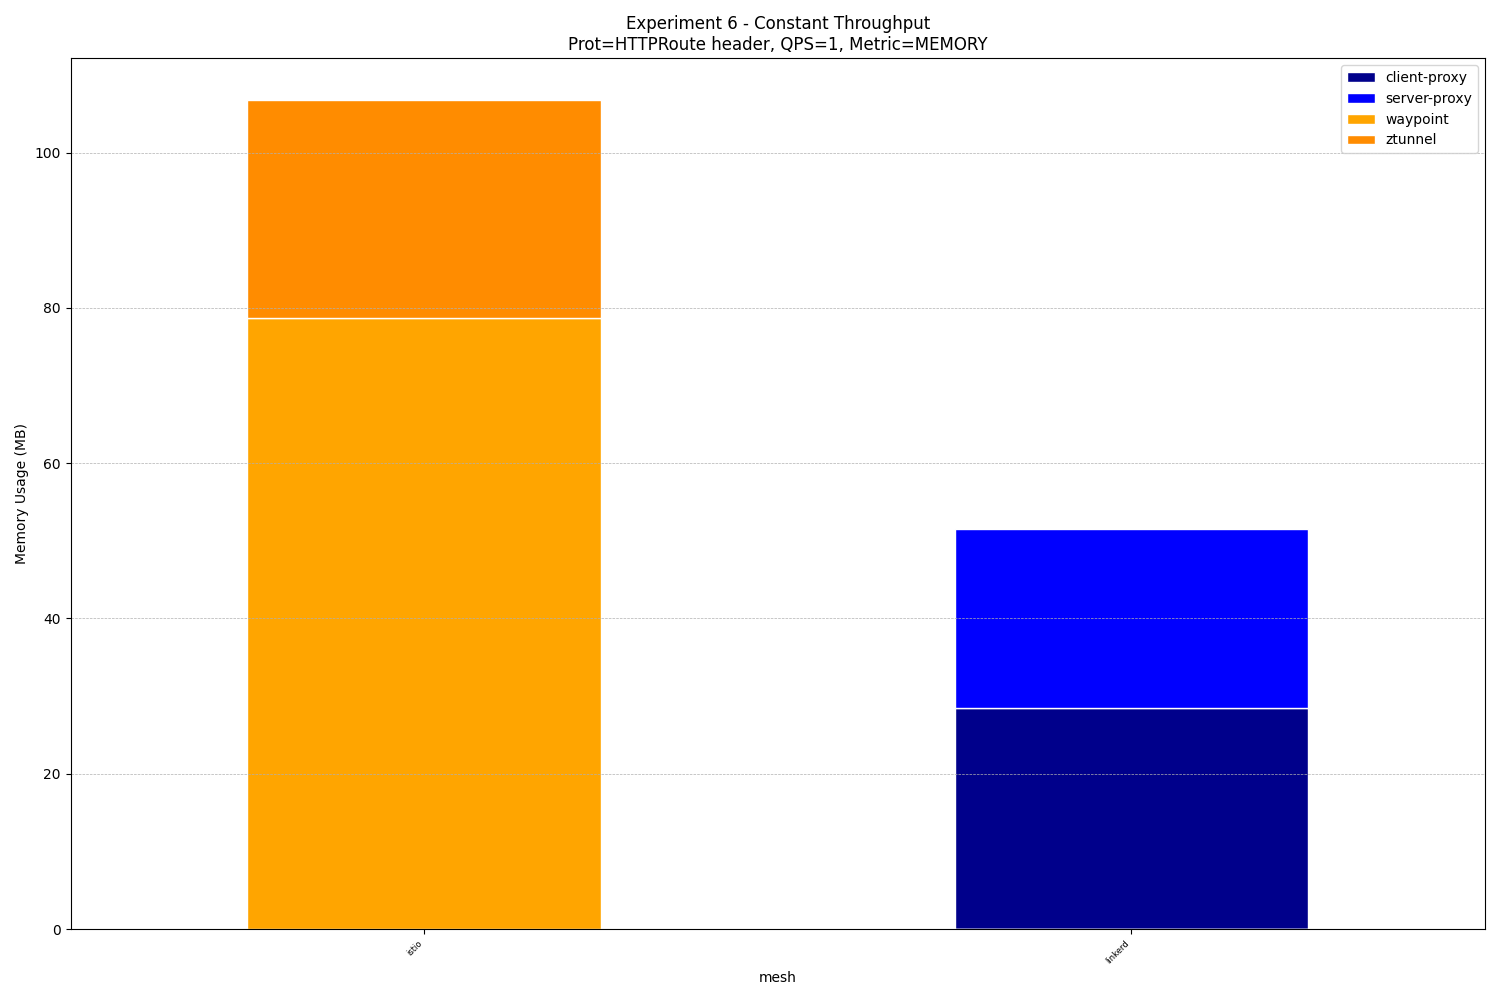 Experiment 6 - Constant Throughput
Prot=HTTPRoute header, QPS=1, Metric=MEMORY
client-proxy
server-proxy
waypoint
ztunnel
100
80
60
40
20
0
Memory Usage (MB)
istio
linkerd
mesh